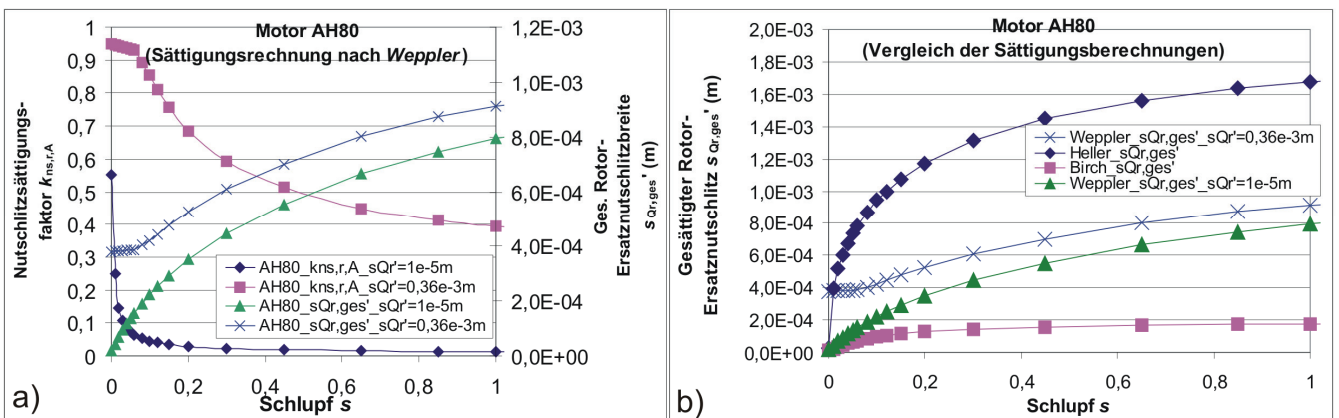 Motor AH80
(Sättigungsrechnung nach Weppler)
Nutschlitzsättigungs-
faktor kns,r,A
1
0,9
0,8
0,7
0,6
0,5
0,4
0,3
0,2
0,1
0
1,2E-03
1,0E-03
8,0E-04
6,0E-04
4,0E-04
2,0E-04
0,0E+00
Ges. Rotor-
Ersatznutschlitzbreite
sQr,ges' (m)
AH80_kns,r,A_sQr'=1e-5m
AH80_kns,r,A_sQr'=0,36e-3m
AH80_sQr,ges'_sQr'=1e-5m
AH80_sQr,ges'_sQr'=0,36e-3m
0 0,2 0,4 0,6 0,8 1
Schlupf s
a)
Motor AH80
(Vergleich der Sättigungsberechnungen)
Gesättigter Rotor-
Ersatznutschlitz sQr,ges' (m)
2,0E-03
1,8E-03
1,6E-03
1,4E-03
1,2E-03
1,0E-03
8,0E-04
6,0E-04
4,0E-04
2,0E-04
0,0E+00
Weppler_sQr,ges'_sQr'=0,36e-3m
Heller_sQr,ges'
Birch_sQr,ges'
Weppler_sQr,ges'_sQr'=1e-5m
0 0,2 0,4 0,6 0,8 1
Schlupf s
b)